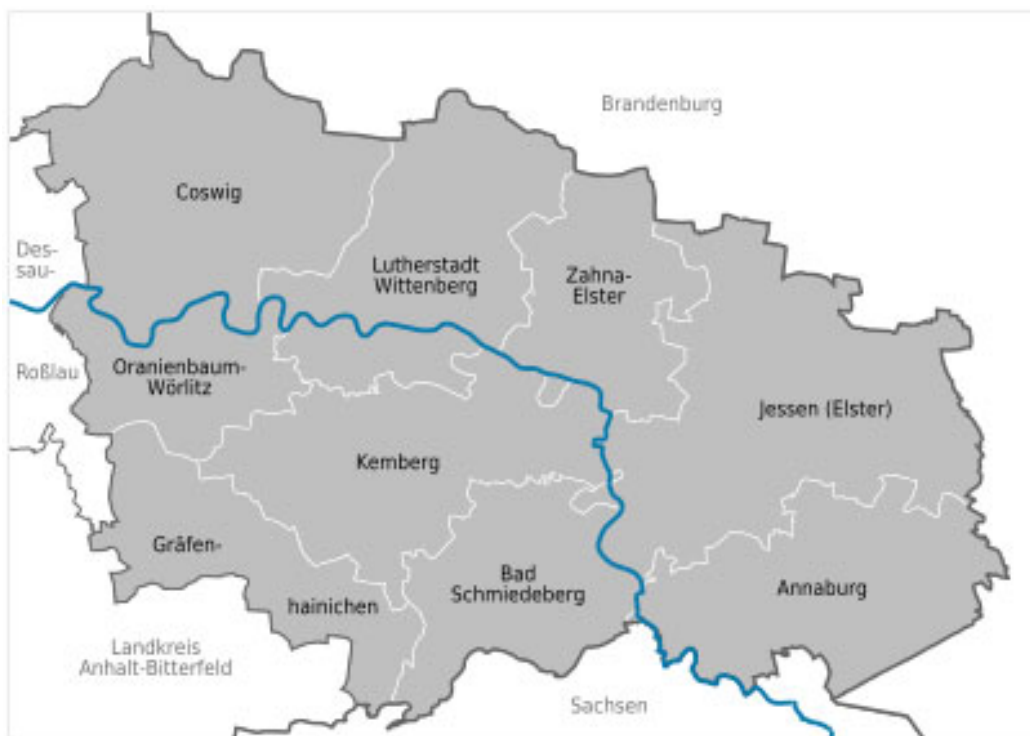 Brandenburg
Coswig
Des-
sau-
Roßlau
Lutherstadt
Wittenberg
Zahna-
Elster
Oranienbaum-
Wörlitz
Jessen (Elster)
Kemberg
Gräfen-
hainichen
Bad
Schmiedeberg
Annaburg
Landkreis
Anhalt-Bitterfeld
Sachsen